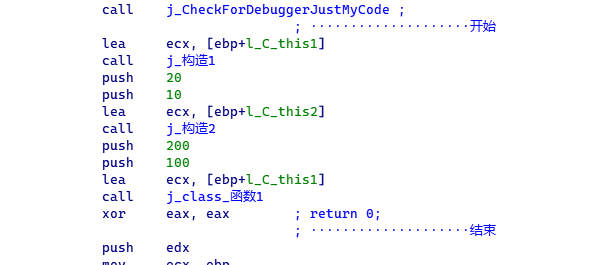 call j_CheckForDebuggerJustMyCode ;
; ····················开始
lea ecx, [ebp+l_C_this1]
call j_构造1
push 20
push 10
lea ecx, [ebp+l_C_this2]
call j_构造2
push 200
push 100
lea ecx, [ebp+l_C_this1]
call j_class_函数1
xor eax, eax ; return 0;
; ····················结束
push edx
mov ecx, ebp